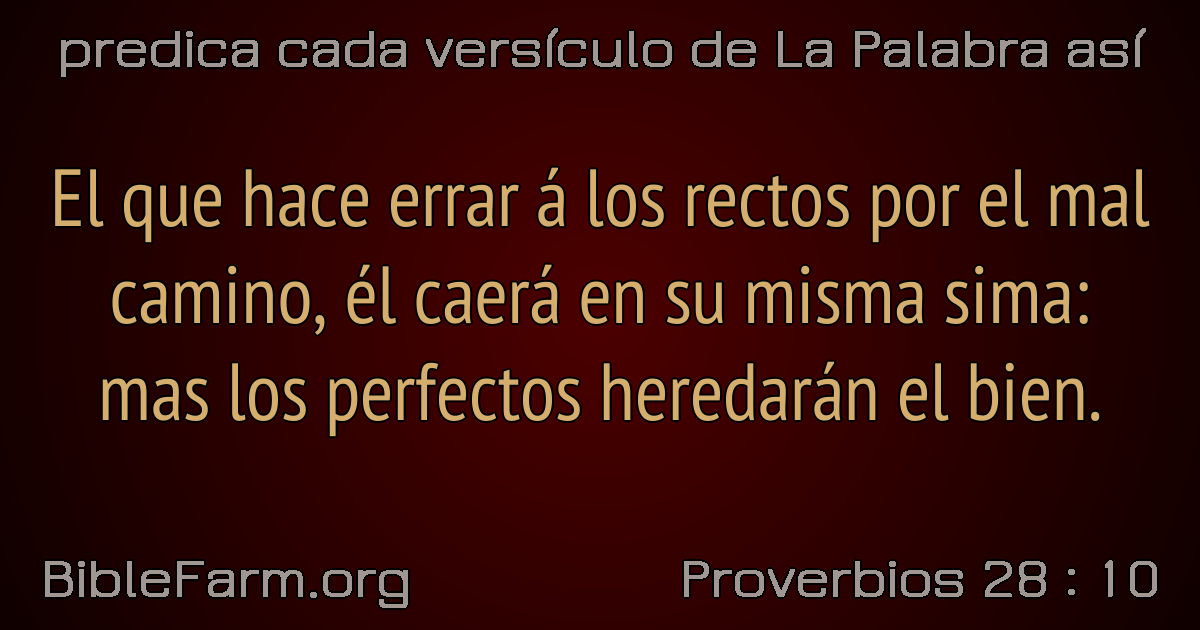 predica cada versículo de La Palabra así
El que hace errar á los rectos por el mal
camino, él caerá en su misma sima:
mas los perfectos heredarán el bien.
BibleFarm.org
Proverbios 28 : 10